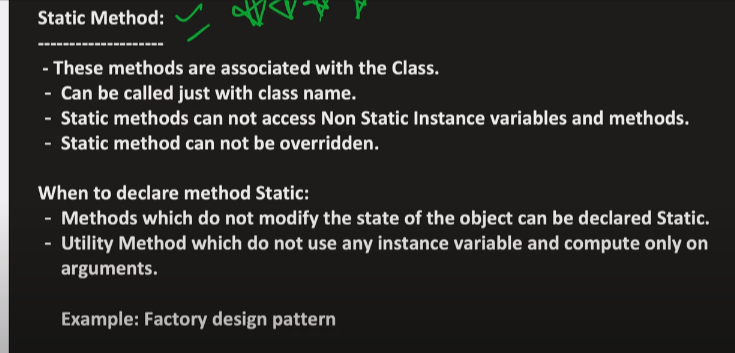 Static Method:
--------------------
- These methods are associated with the Class.
- Can be called just with class name.
- Static methods can not access Non Static Instance variables and methods.
- Static method can not be overridden.
When to declare method Static:
- Methods which do not modify the state of the object can be declared Static.
- Utility Method which do not use any instance variable and compute only on
arguments.
Example: Factory design pattern